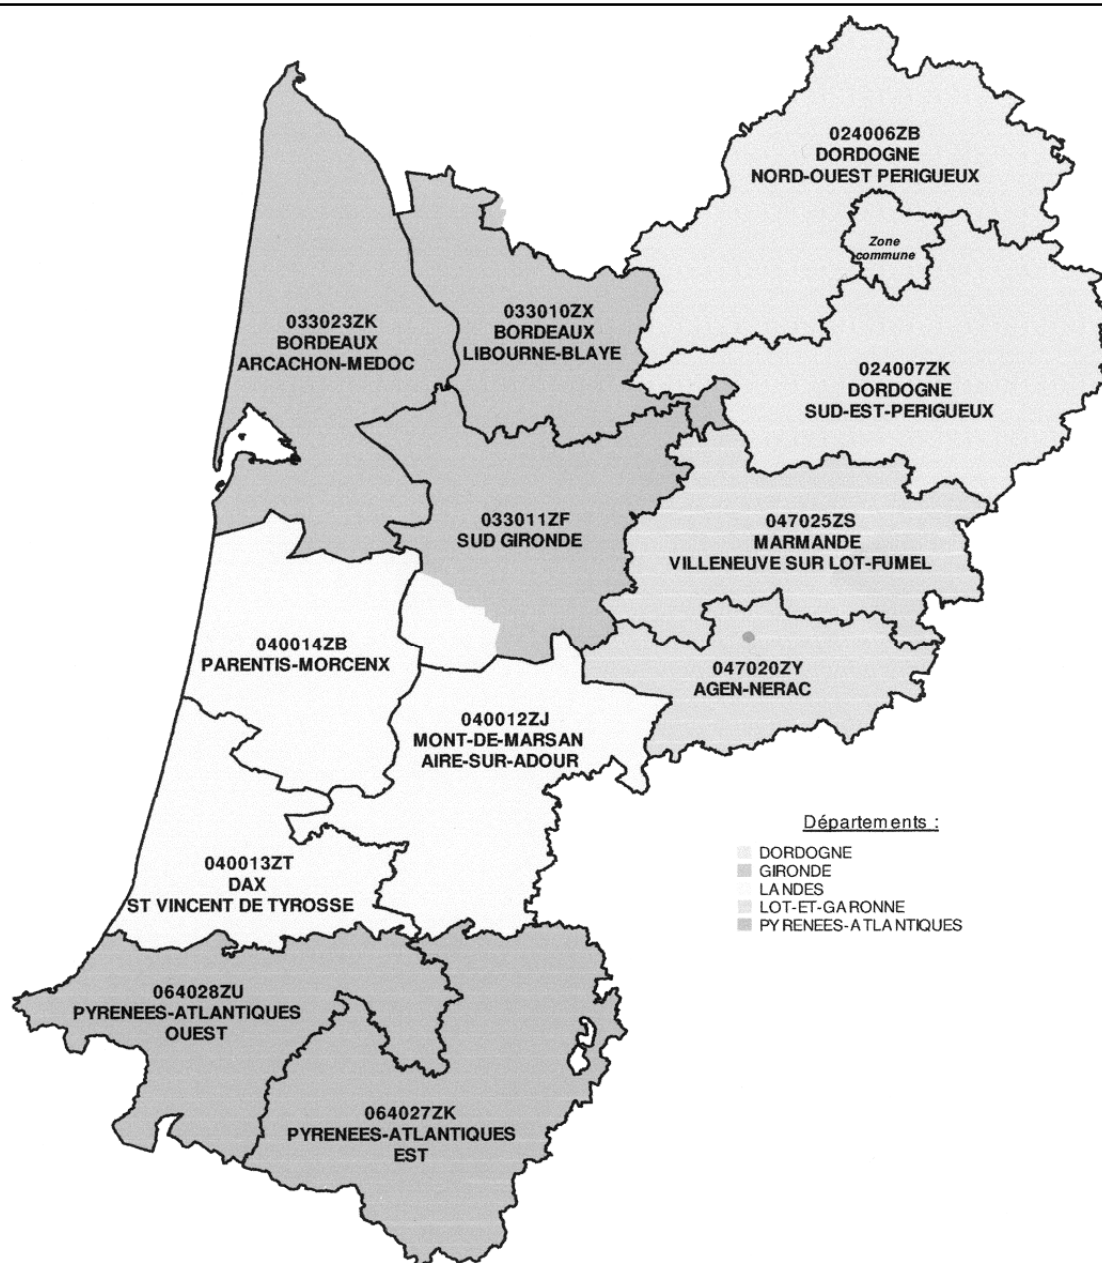 024006ZB
DORDOGNE
NORD-OUEST PERIGUEUX
Zone
commune
033023ZK
BORDEAUX
ARCACHON-MEDOC
033010ZX
BORDEAUX
LIBOURNE-BLAYE
024007ZK
DORDOGNE
SUD-EST-PERIGUEUX
033011ZF
SUD GIRONDE
047025ZS
MARMANDE
VILLENEUVE SUR LOT-FUMEL
040014ZB
PARENTIS-MORCENX
047020ZY
AGEN-NERAC
040012ZJ
MONT-DE-MARSAN
AIRE-SUR-ADOUR
040013ZT
DAX
ST VINCENT DE TYROSSE
Départements :
DORDOGNE
GIRONDE
LANDES
LOT-ET-GARONNE
PYRENEES-ATLANTIQUES
064028ZU
PYRENEES-ATLANTIQUES
OUEST
064027ZK
PYRENEES-ATLANTIQUES
EST